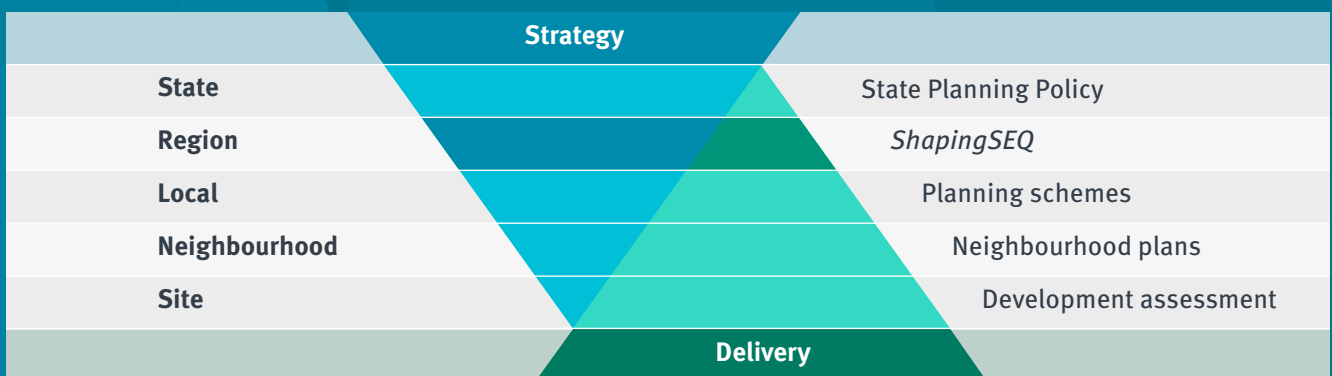 Strategy
State State Planning Policy
Region ShapingSEQ
Local Planning schemes
Neighbourhood Neighbourhood plans
Site Development assessment
Delivery